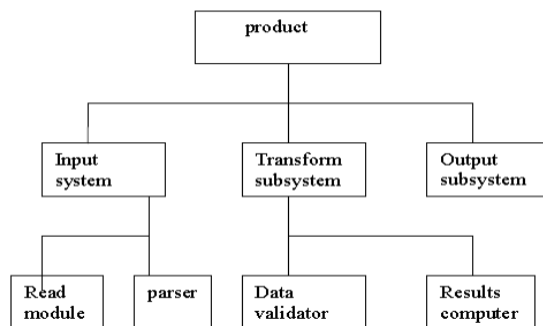 product
Input
system
Transform
subsystem
Output
subsystem
Read
module
parser
Data
validator
Results
computer